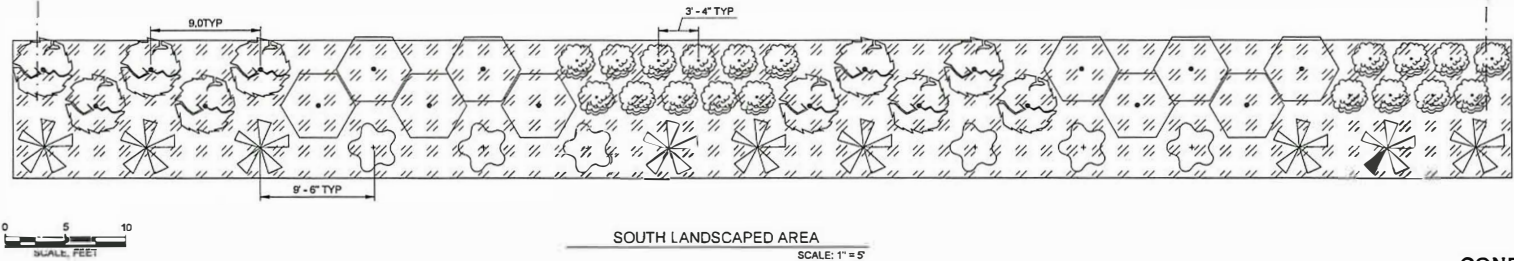 3' - 4" TYP
9.0TYP
9' - 6" TYP
0 5 10
SCALE, FEET
SOUTH LANDSCAPED AREA
SCALE: 1" = 5'